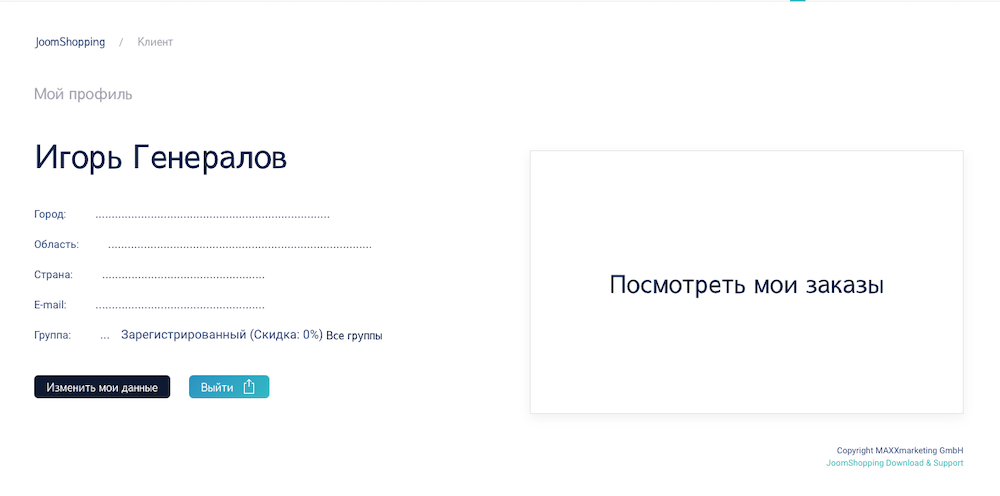 JoomShopping / Клиент
Мой профиль
Игорь Генералов
Город: ........................................................................
Область: .................................................................................
Страна: ..................................................
E-mail: ....................................................
Группа: ... Зарегистрированный (Скидка: 0%) Все группы
Изменить мои данные
Выйти
Посмотреть мои заказы
Copyright MAXXmarketing GmbH
JoomShopping Download & Support